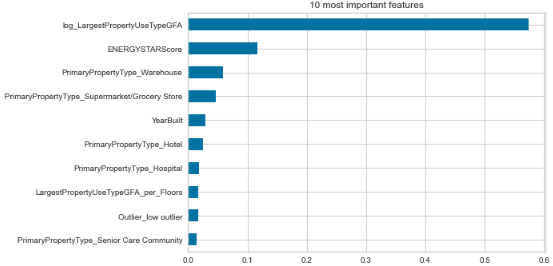 10 most important features
log_LargestPropertyUseTypeGFA
ENERGYSTARScore
PrimaryPropertyType_Warehouse
PrimaryPropertyType_Supermarket/Grocery Store
YearBuilt
PrimaryPropertyType_Hotel
PrimaryPropertyType_Hospital
LargestPropertyUseTypeGFA_per_Floors
Outlier_low outlier
PrimaryPropertyType_Senior Care Community
0.0 0.1 0.2 0.3 0.4 0.5 0.6